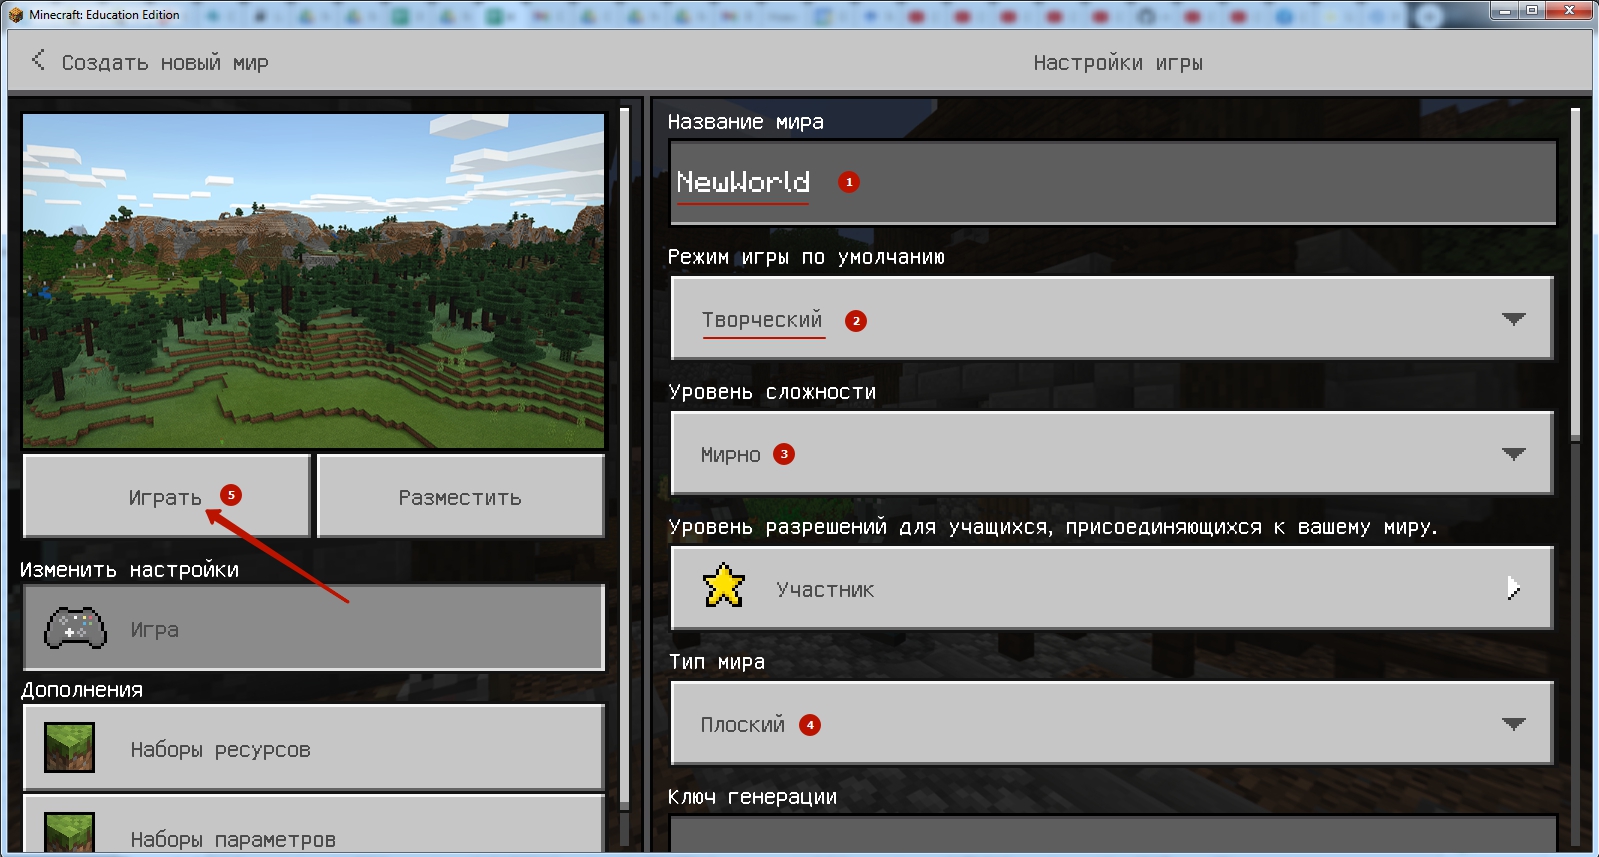 Minecraft: Education Edition
Создать новый мир
Настройки игры
Играть 5
Разместить
Изменить настройки
Игра
Дополнения
Наборы ресурсов
Наборы параметров
Название мира
NewWorld 1
Режим игры по умолчанию
Творческий 2
Уровень сложности
Мирно 3
Уровень разрешений для учащихся, присоединяющихся к вашему миру.
Участник
Тип мира
Плоский 4
Ключ генерации